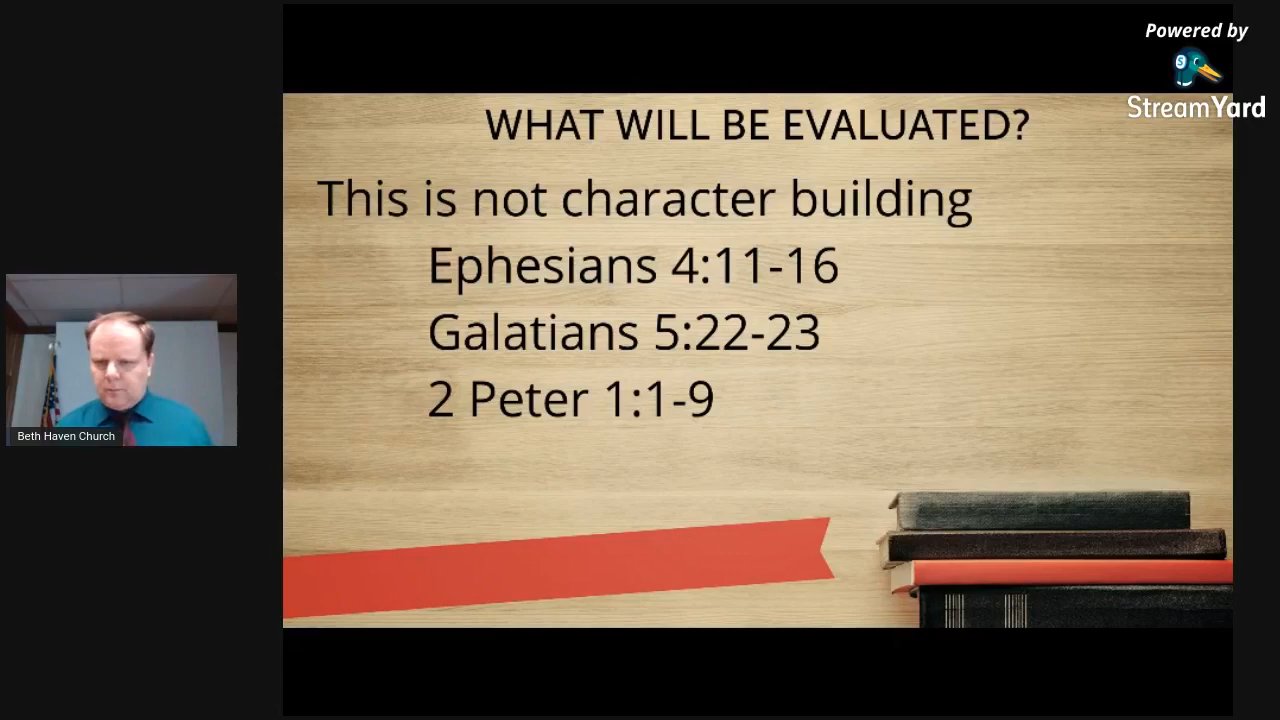 Powered by
StreamYard
WHAT WILL BE EVALUATED?
This is not character building
Ephesians 4:11-16
Galatians 5:22-23
2 Peter 1:1-9
Beth Haven Church